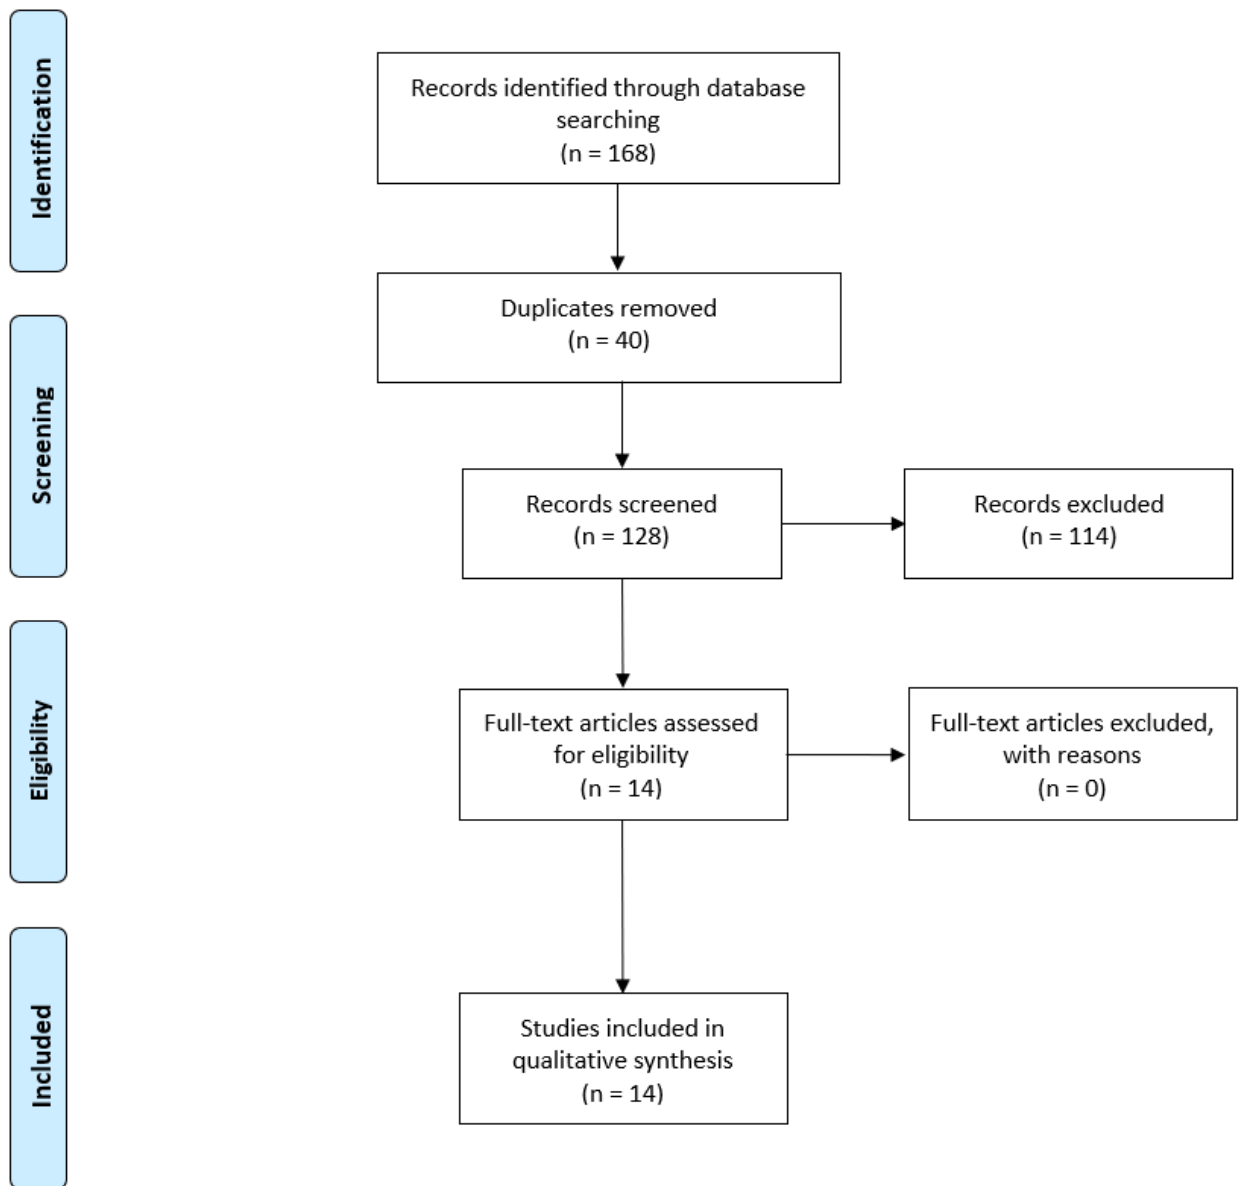 Identification
Records identified through database
searching
(n = 168)
Duplicates removed
(n = 40)
Screening
Records screened
(n = 128)
Records excluded
(n = 114)
Eligibility
Full-text articles assessed
for eligibility
(n = 14)
Full-text articles excluded,
with reasons
(n = 0)
Included
Studies included in
qualitative synthesis
(n = 14)